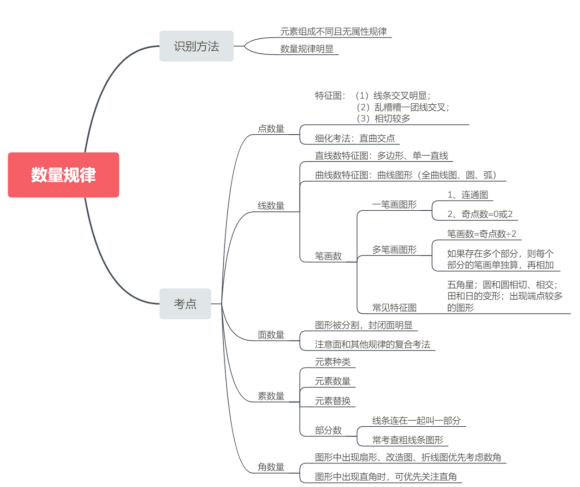 数量规律
识别方法
元素组成不同且无属性规律
数量规律明显
考点
点数量
特征图：（1）线条交叉明显；
（2）乱糟糟一团线交叉；
（3）相切较多
细化考法：直曲交点
线数量
直线数特征图：多边形、单一直线
曲线数特征图：曲线图形（全曲线图、圆、弧）
笔画数
一笔画图形
1、连通图
2、奇点数=0或2
多笔画图形
笔画数=奇点数÷2
如果存在多个部分，则每个
部分的笔画单独算，再相加
常见特征图
五角星；圆和圆相切、相交；
田和日的变形；出现端点较多
的图形
面数量
图形被分割，封闭面明显
注意面和其他规律的复合考法
素数量
元素种类
元素数量
元素替换
部分数
线条连在一起叫一部分
常考查粗线条图形
角数量
图形中出现扇形、改造图、折线图优先考虑数角
图形中出现直角时，可优先关注直角